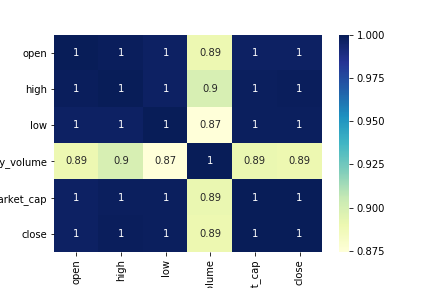 open 1 1 1 0.89 1 1
high 1 1 1 0.9 1 1
low 1 1 1 0.87 1 1
y_volume 0.89 0.9 0.87 1 0.89 0.89
arket_cap 1 1 1 0.89 1 1
close 1 1 1 0.89 1 1
open high low olume t_cap close
1.000
0.975
0.950
0.925
0.900
0.875